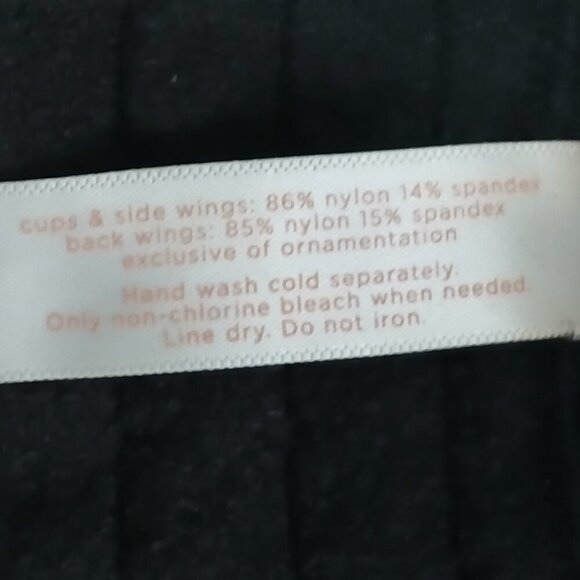 cups & side wings: 86% nylon 14% spandex
back wings: 85% nylon 15% spandex
exclusive of ornamentation
Hand wash cold separately.
Only non-chlorine bleach when needed.
Line dry. Do not iron.